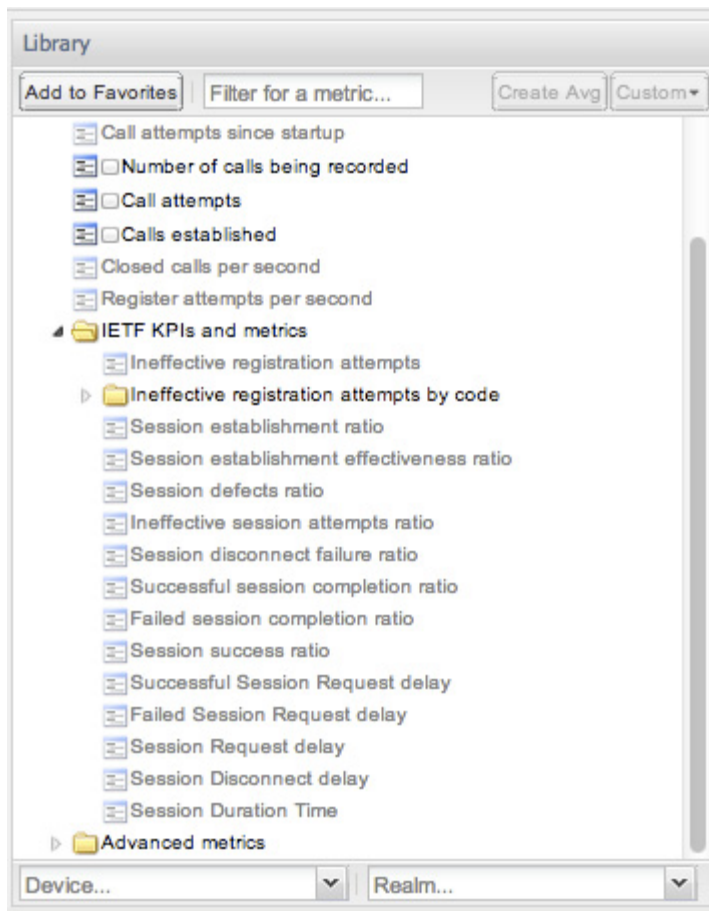 Library
Add to Favorites Filter for a metric... Create Avg Custom
Call attempts since startup
Number of calls being recorded
Call attempts
Calls established
Closed calls per second
Register attempts per second
IETF KPIs and metrics
Ineffective registration attempts
Ineffective registration attempts by code
Session establishment ratio
Session establishment effectiveness ratio
Session defects ratio
Ineffective session attempts ratio
Session disconnect failure ratio
Successful session completion ratio
Failed session completion ratio
Session success ratio
Successful Session Request delay
Failed Session Request delay
Session Request delay
Session Disconnect delay
Session Duration Time
Advanced metrics
Device... Realm...